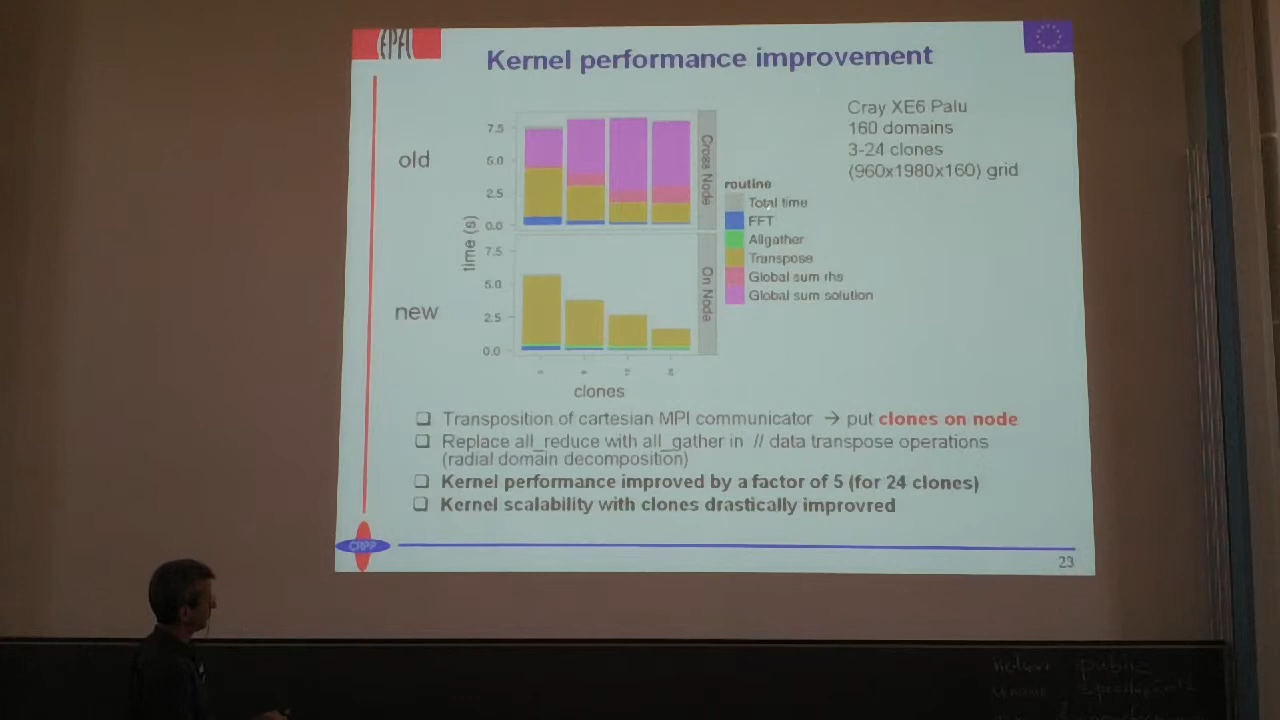 EPFL
Kernel performance improvement
Cray XE6 Palu
160 domains
3-24 clones
(960x1980x160) grid
old
new
time (s)
7.5
5.0
2.5
0.0
Cross Node
7.5
5.0
2.5
0.0
On Node
clones
routine
Total time
FFT
Allgather
Transpose
Global sum rhs
Global sum solution
❑ Transposition of cartesian MPI communicator → put clones on node
❑ Replace all_reduce with all_gather in // data transpose operations
(radial domain decomposition)
❑ Kernel performance improved by a factor of 5 (for 24 clones)
❑ Kernel scalability with clones drastically improvred
CRPP
23
public